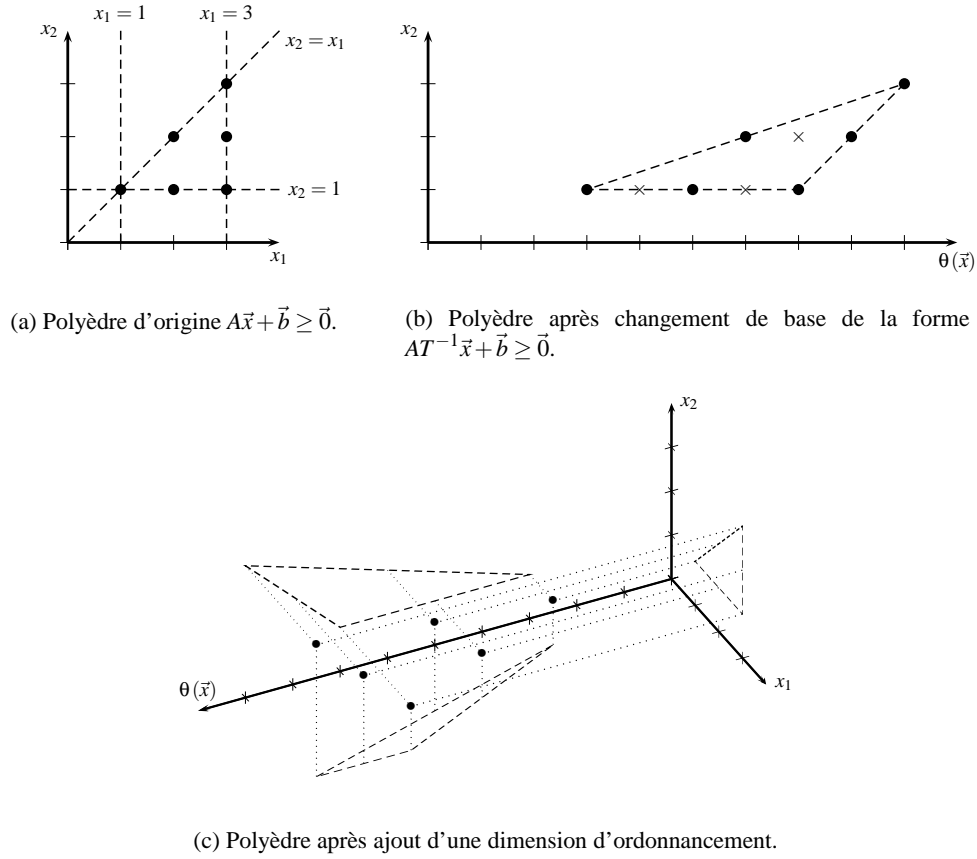 x₁ = 1
x₁ = 3
x₂
x₂ = x₁
x₂ = 1
x₁
x₂
θ(x⃗)
(a) Polyèdre d'origine Ax⃗ + b⃗ ≥ 0⃗.
(b) Polyèdre après changement de base de la forme
AT⁻¹x⃗ + b⃗ ≥ 0⃗.
x₂
θ(x⃗)
x₁
(c) Polyèdre après ajout d'une dimension d'ordonnancement.